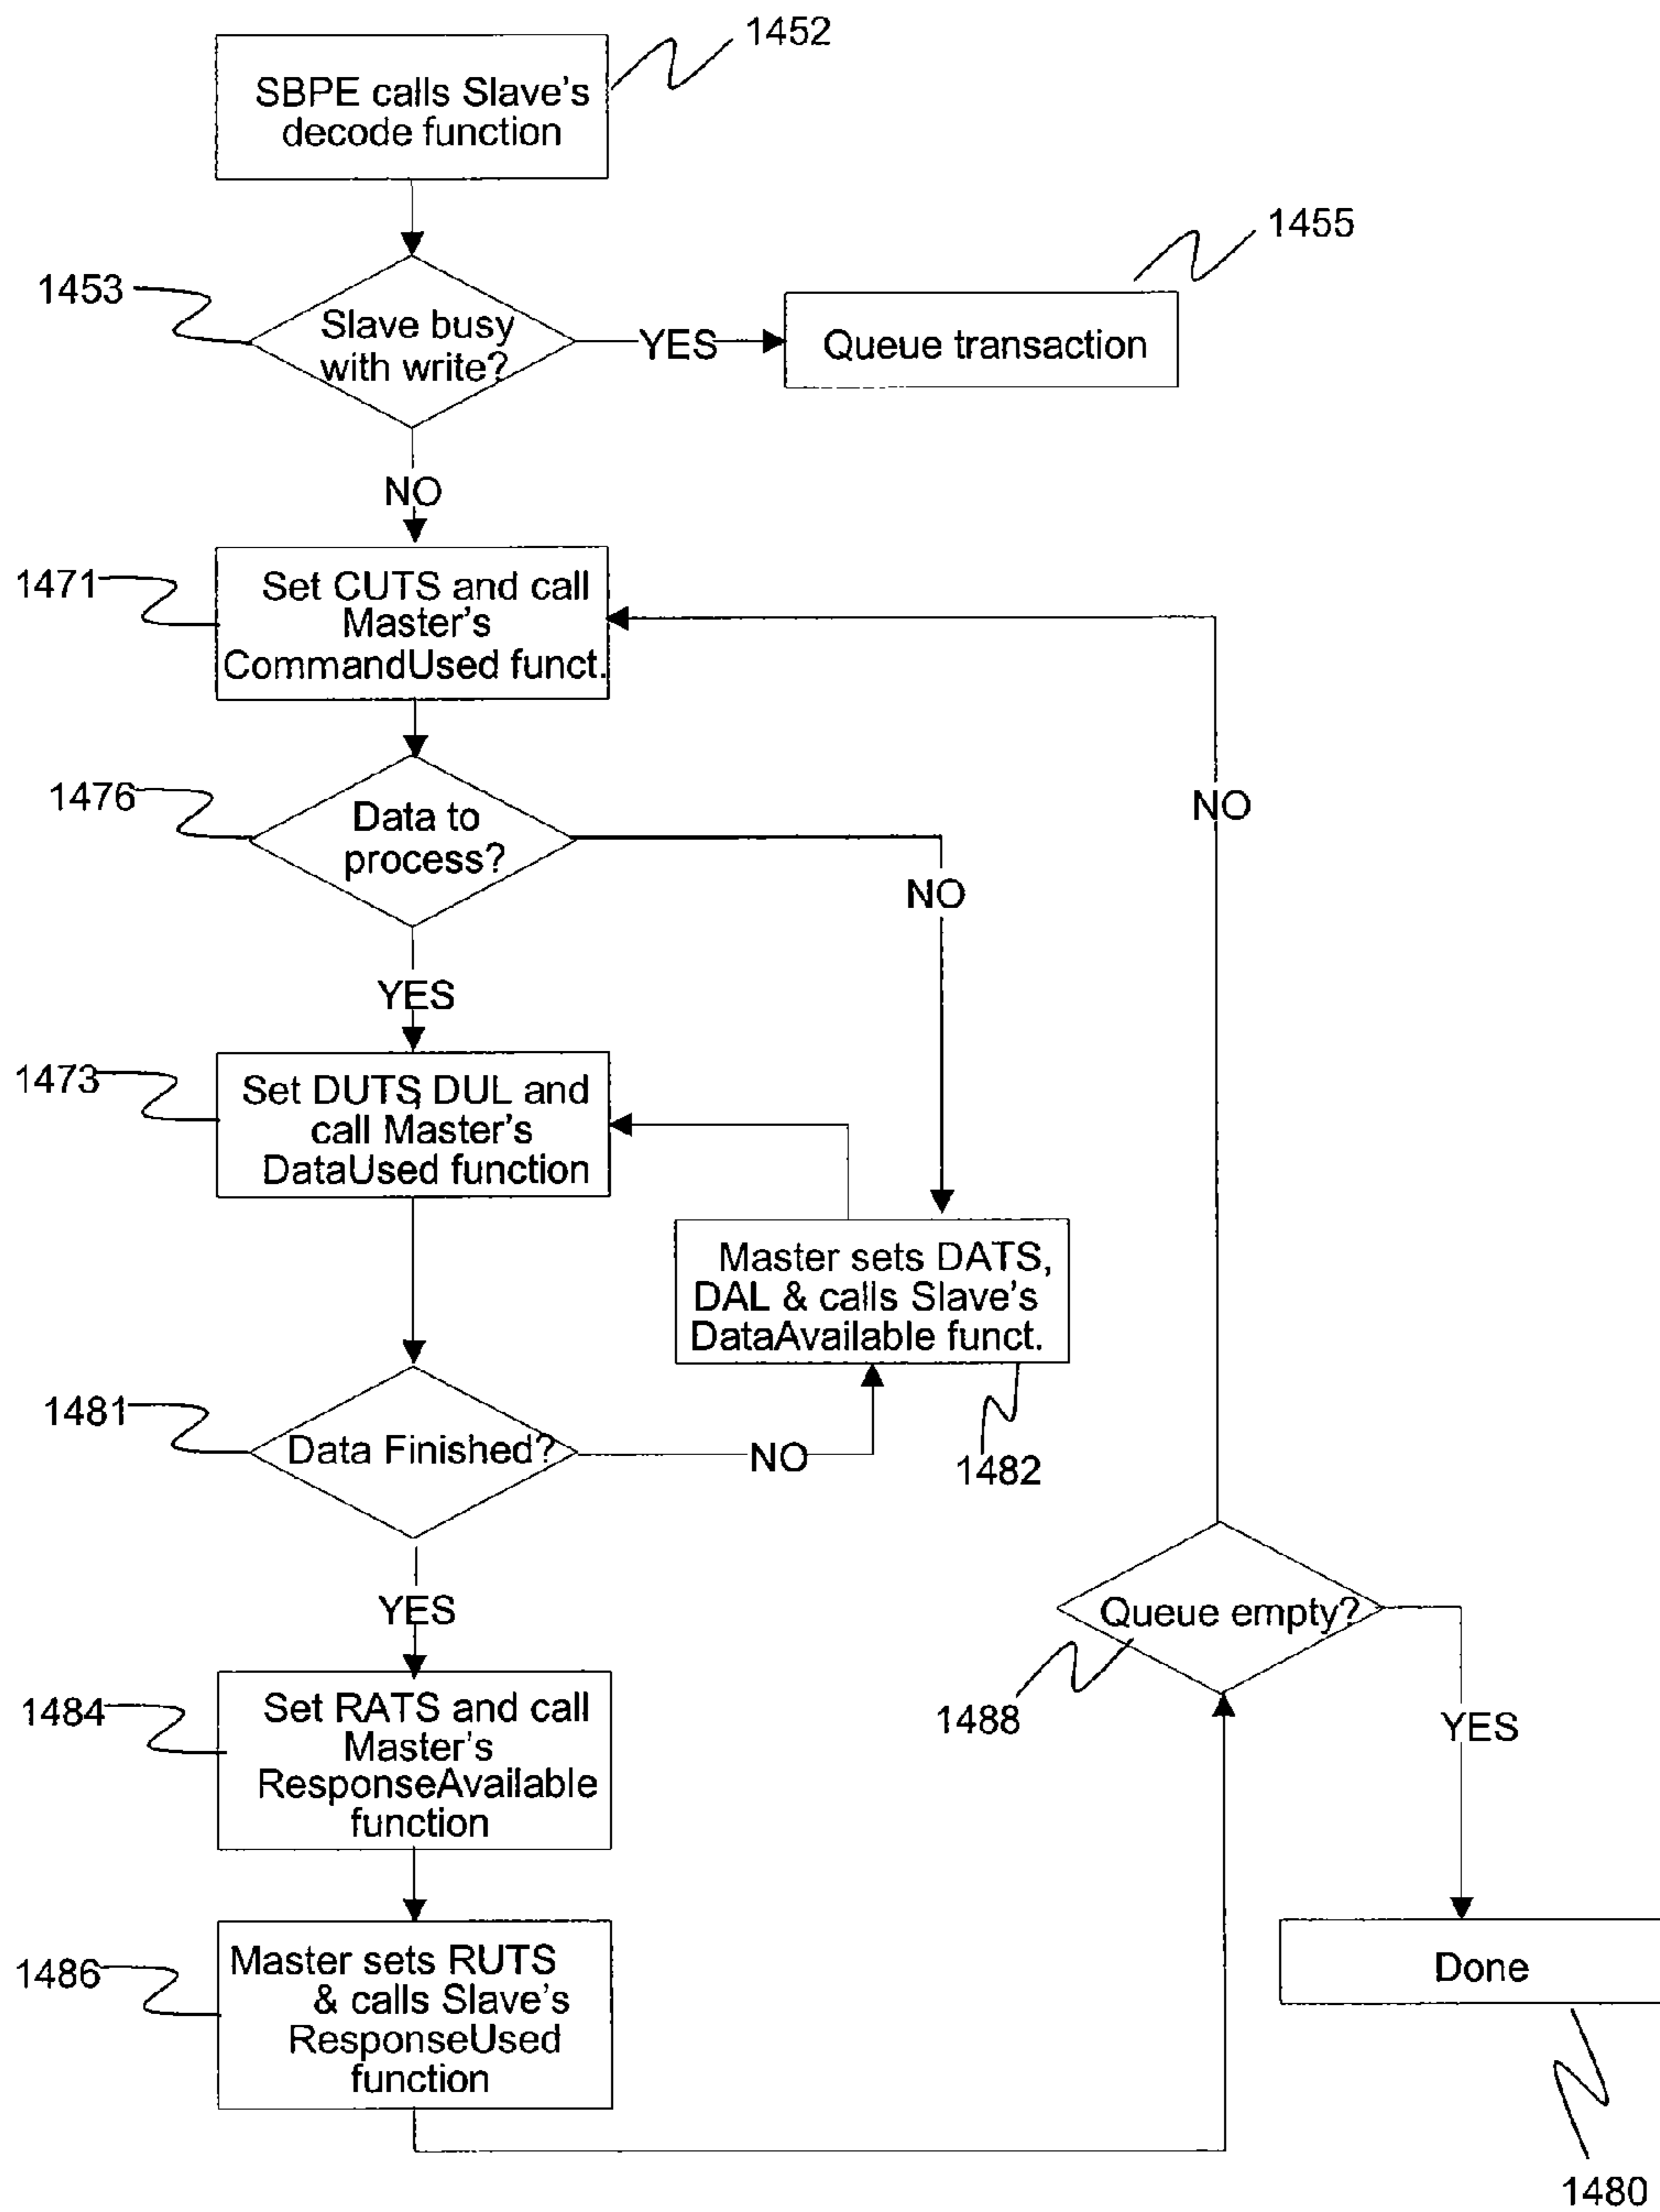 1452
SBPE calls Slave's
decode function
1455
1453
Slave busy
with write?
YES
Queue transaction
NO
1471
Set CUTS and call
Master's
CommandUsed funct.
1476
Data to
process?
NO
NO
YES
1473
Set DUTS, DUL and
call Master's
DataUsed function
Master sets DATS,
DAL & calls Slave's
DataAvailable funct.
1481
Data Finished?
NO
1482
YES
Queue empty?
1484
Set RATS and call
Master's
ResponseAvailable
function
1488
YES
1486
Master sets RUTS
& calls Slave's
ResponseUsed
function
Done
1480